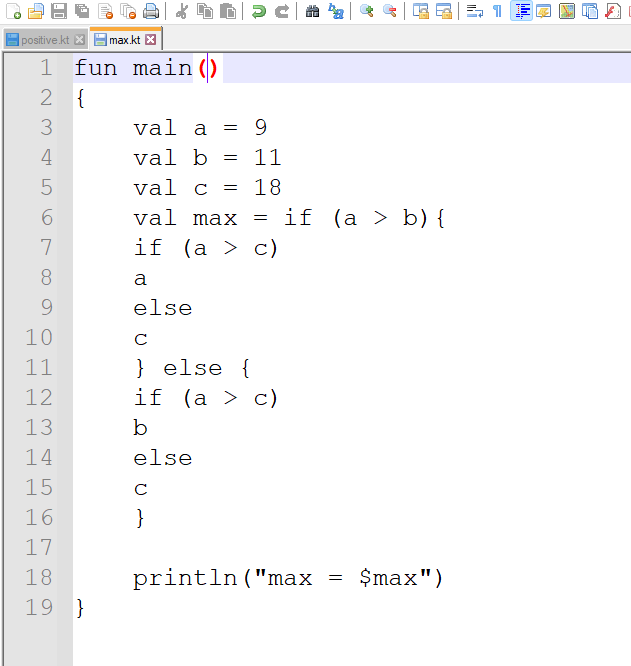 positive.kt max.kt
1 fun main()
2 {
3 val a = 9
4 val b = 11
5 val c = 18
6 val max = if (a > b){
7 if (a > c)
8 a
9 else
10 c
11 } else {
12 if (a > c)
13 b
14 else
15 c
16 }
17
18 println("max = $max")
19 }